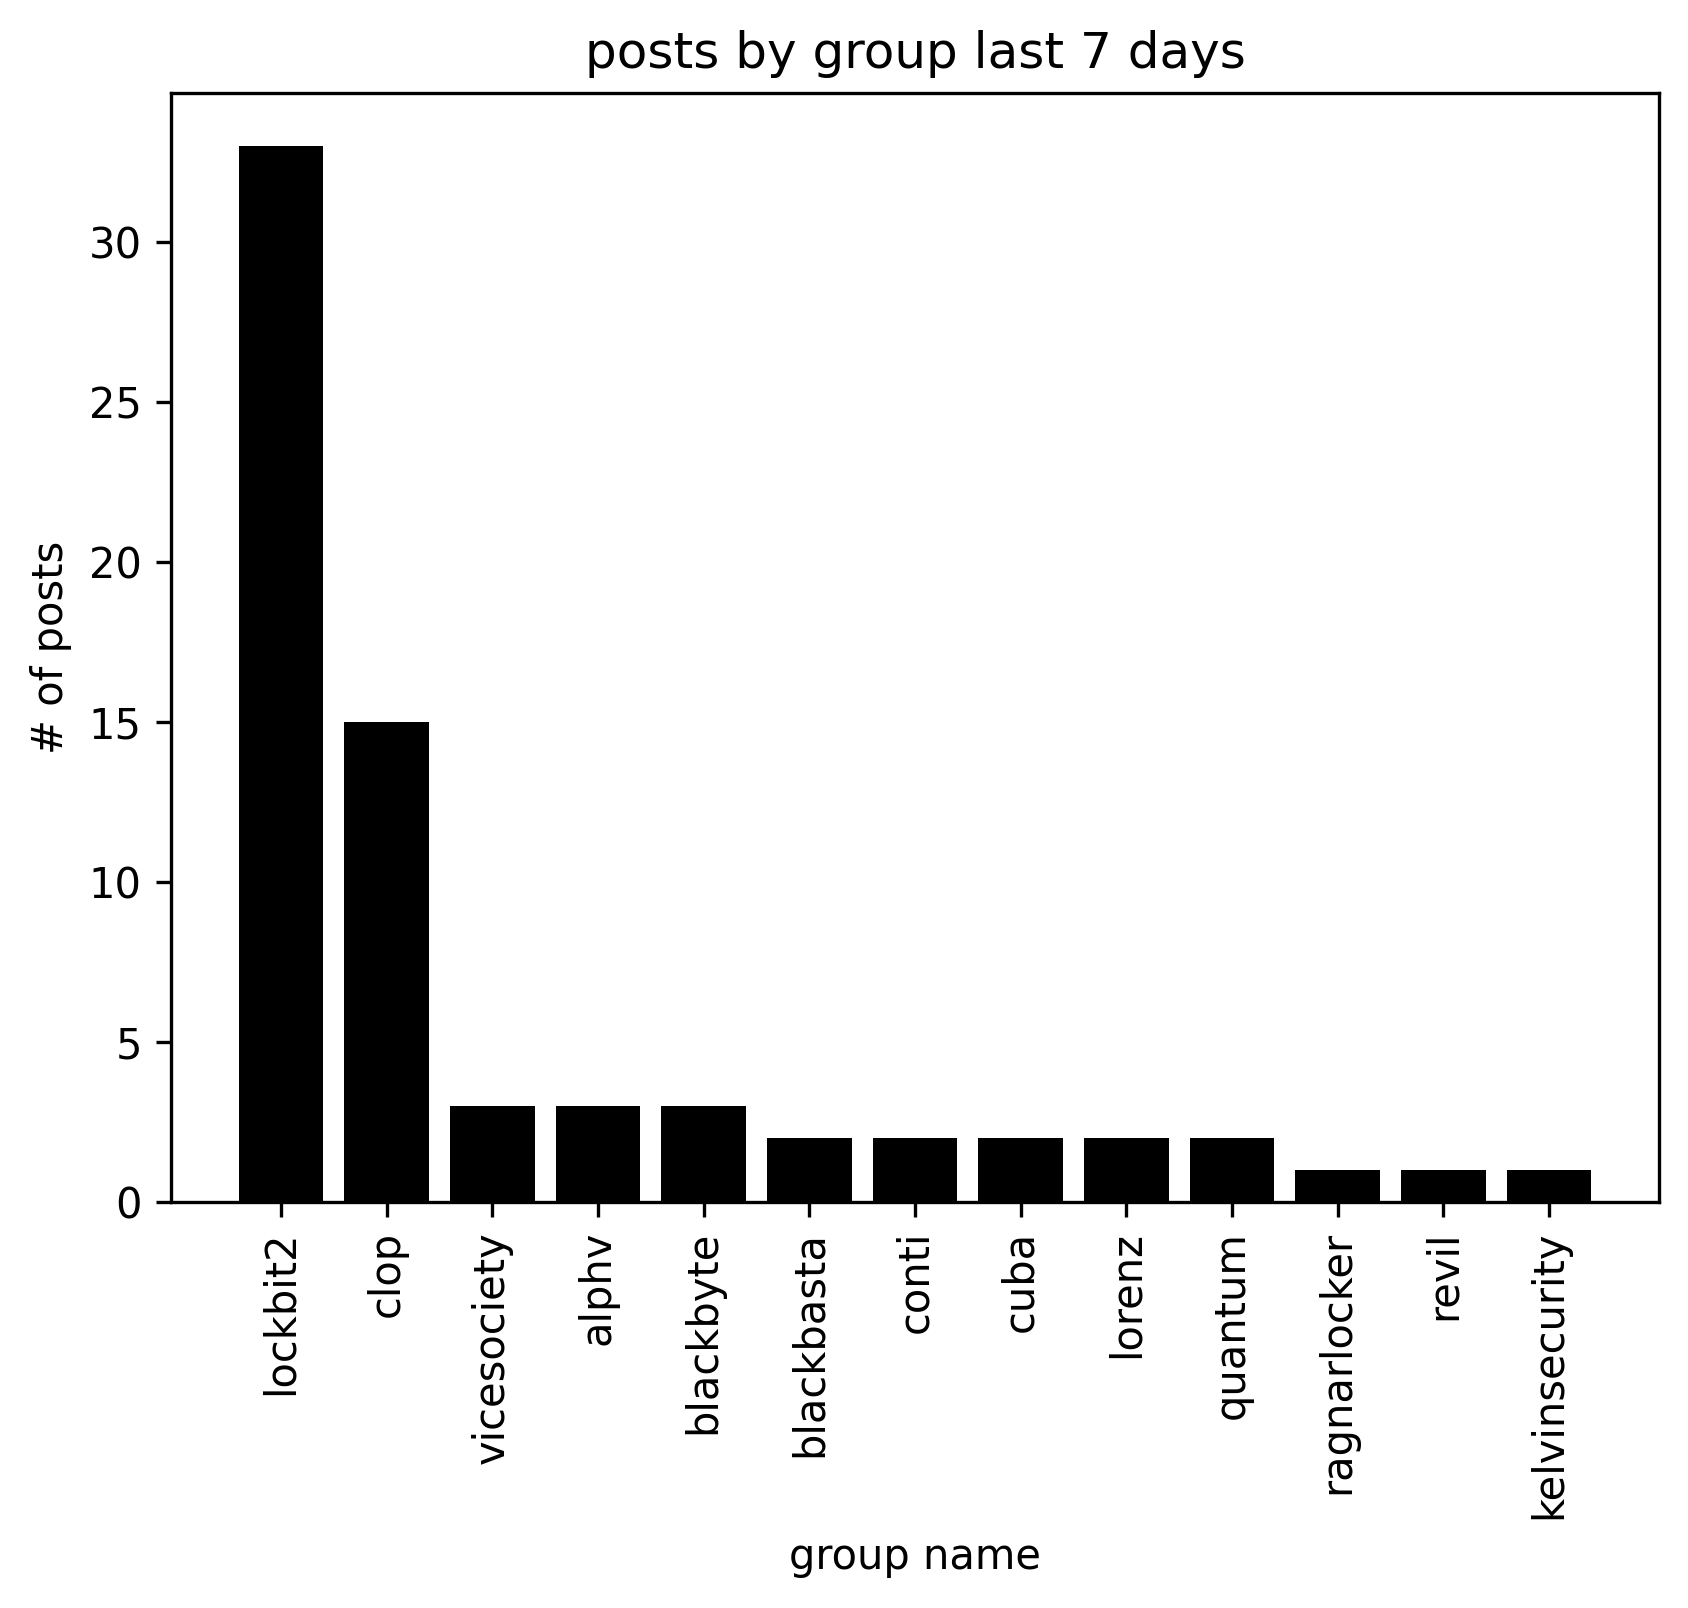 posts by group last 7 days
# of posts
30
25
20
15
10
5
0
lockbit2
clop
vicesociety
alphv
blackbyte
blackbasta
conti
cuba
lorenz
quantum
ragnarlocker
revil
kelvinsecurity
group name